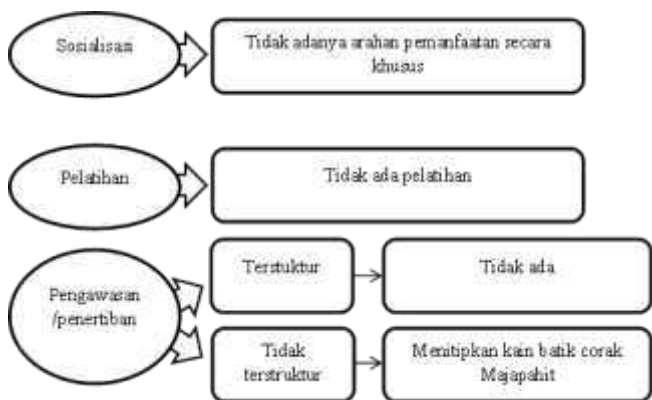 Sosialisasi
Tidak adanya arahan pemanfaatan secara
khusus
Pelatihan
Tidak ada pelatihan
Pengawasan
/penertiban
Terstuktur
Tidak ada
Tidak
terstruktur
Menitipkan kain batik corak
Majapahit